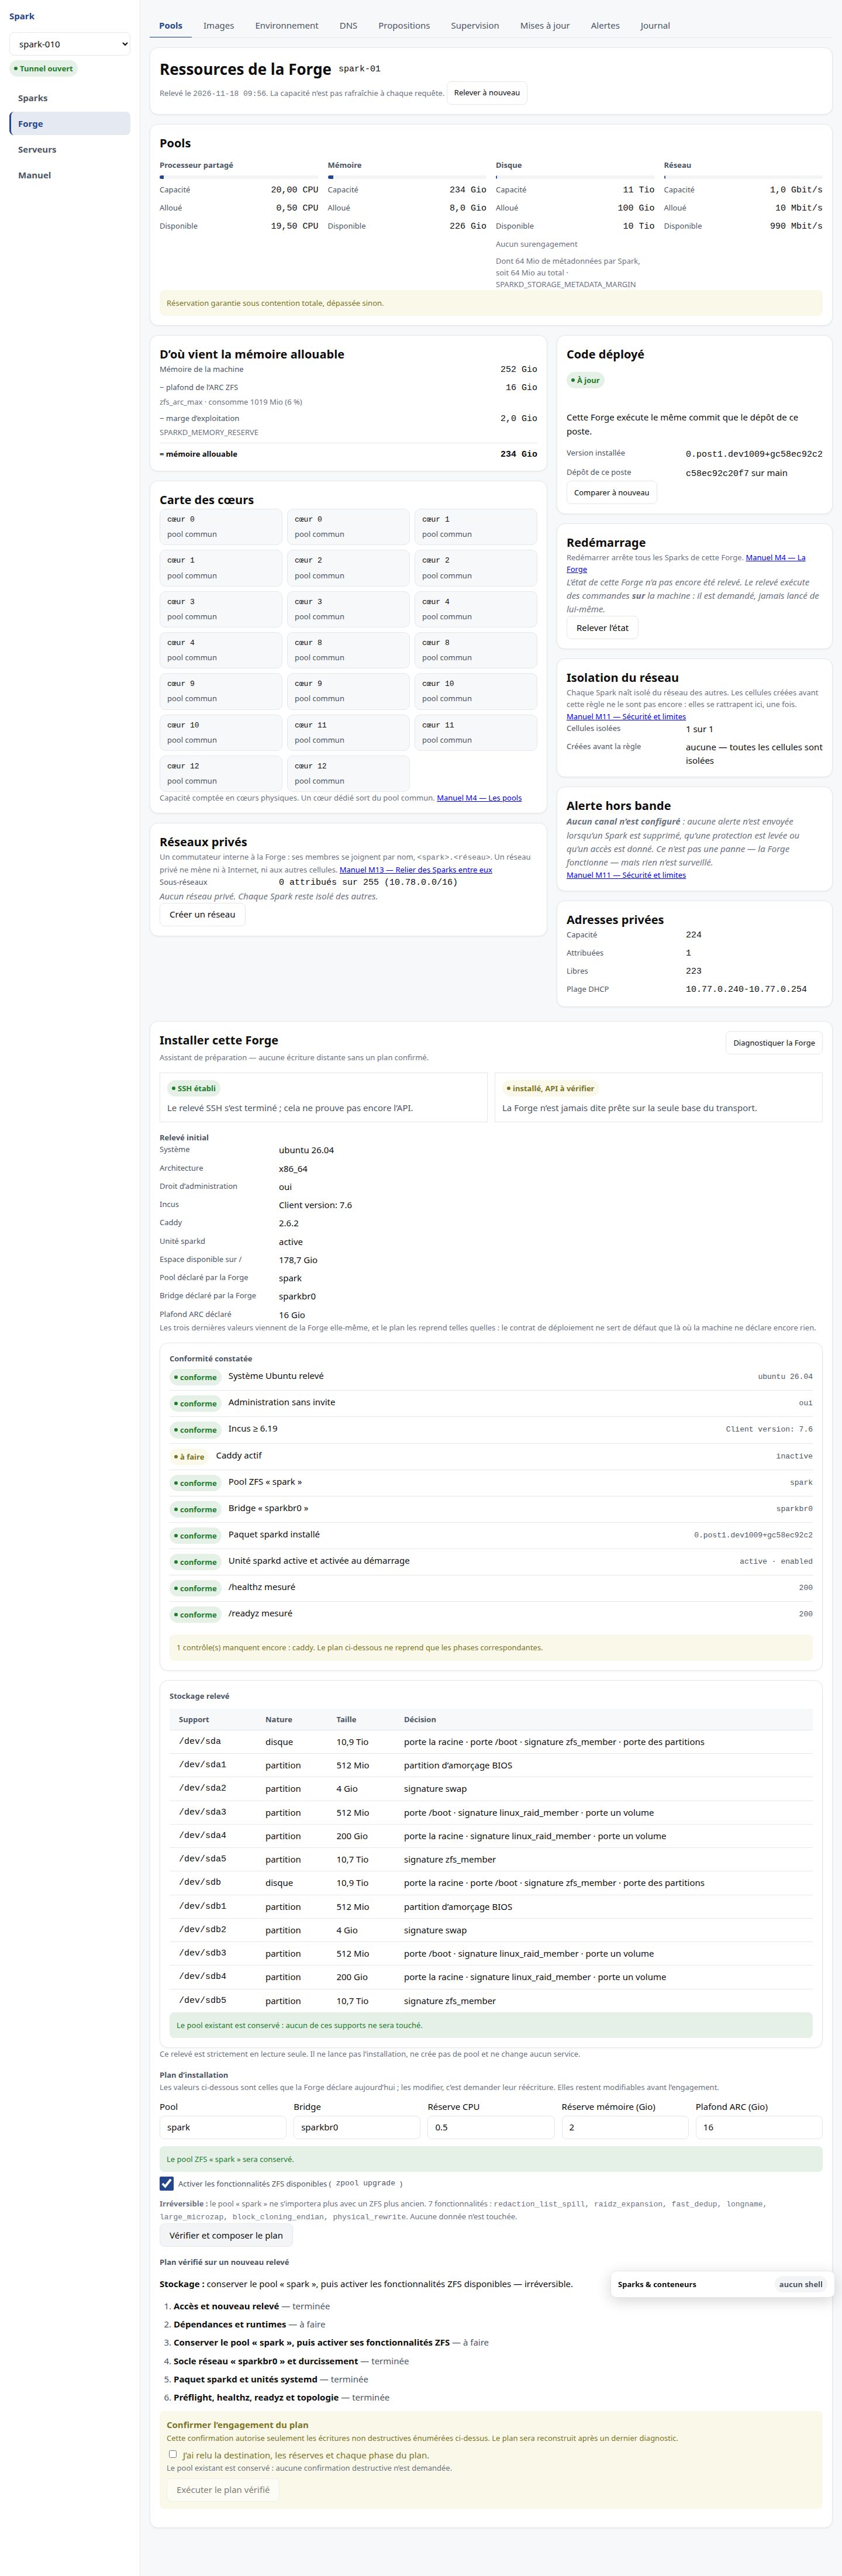 Spark
spark-010
Tunnel ouvert
Sparks
Forge
Serveurs
Manuel
Pools Images Environnement DNS Propositions Supervision Mises à jour Alertes Journal
Ressources de la Forge spark-01
Relevé le 2026-11-18 09:56. La capacité n’est pas rafraîchie à chaque requête. Relever à nouveau
Pools
Processeur partagé Mémoire Disque Réseau
Capacité 20,00 CPU Capacité 234 Gio Capacité 11 Tio Capacité 1,0 Gbit/s
Alloué 0,50 CPU Alloué 8,0 Gio Alloué 100 Gio Alloué 10 Mbit/s
Disponible 19,50 CPU Disponible 226 Gio Disponible 10 Tio Disponible 990 Mbit/s
Aucun surengagement
Dont 64 Mio de métadonnées par Spark,
soit 64 Mio au total ·
SPARKD_STORAGE_METADATA_MARGIN
Réservation garantie sous contention totale, dépassée sinon.
D’où vient la mémoire allouable
Mémoire de la machine 252 Gio
− plafond de l’ARC ZFS 16 Gio
zfs_arc_max · consomme 1019 Mio (6 %)
− marge d’exploitation 2,0 Gio
SPARKD_MEMORY_RESERVE
= mémoire allouable 234 Gio
Carte des cœurs
cœur 0 cœur 0 cœur 1
pool commun pool commun pool commun
cœur 1 cœur 2 cœur 2
pool commun pool commun pool commun
cœur 3 cœur 3 cœur 4
pool commun pool commun pool commun
cœur 4 cœur 8 cœur 8
pool commun pool commun pool commun
cœur 9 cœur 9 cœur 10
pool commun pool commun pool commun
cœur 10 cœur 11 cœur 11
pool commun pool commun pool commun
cœur 12 cœur 12
pool commun pool commun
Capacité comptée en cœurs physiques. Un cœur dédié sort du pool commun. Manuel M4 — Les pools
Réseaux privés
Un commutateur interne à la Forge : ses membres se joignent par nom, <spark>.<réseau>. Un réseau
privé ne mène ni à Internet, ni aux autres cellules. Manuel M13 — Relier des Sparks entre eux
Sous-réseaux 0 attribués sur 255 (10.78.0.0/16)
Aucun réseau privé. Chaque Spark reste isolé des autres.
Créer un réseau
Code déployé
À jour
Cette Forge exécute le même commit que le dépôt de ce
poste.
Version installée 0.post1.dev1009+gc58ec92c2
Dépôt de ce poste c58ec92c20f7 sur main
Comparer à nouveau
Redémarrage
Redémarrer arrête tous les Sparks de cette Forge. Manuel M4 — La
Forge
L’état de cette Forge n’a pas encore été relevé. Le relevé exécute
des commandes sur la machine : il est demandé, jamais lancé de
lui-même.
Relever l’état
Isolation du réseau
Chaque Spark naît isolé du réseau des autres. Les cellules créées avant
cette règle ne le sont pas encore : elles se rattrapent ici, une fois.
Manuel M11 — Sécurité et limites
Cellules isolées 1 sur 1
Créées avant la règle aucune — toutes les cellules sont
isolées
Alerte hors bande
Aucun canal n’est configuré : aucune alerte n’est envoyée
lorsqu’un Spark est supprimé, qu’une protection est levée ou
qu’un accès est donné. Ce n’est pas une panne — la Forge
fonctionne — mais rien n’est surveillé.
Manuel M11 — Sécurité et limites
Adresses privées
Capacité 224
Attribuées 1
Libres 223
Plage DHCP 10.77.0.240-10.77.0.254
Installer cette Forge Diagnostiquer la Forge
Assistant de préparation — aucune écriture distante sans un plan confirmé.
SSH établi
Le relevé SSH s’est terminé ; cela ne prouve pas encore l’API.
installé, API à vérifier
La Forge n’est jamais dite prête sur la seule base du transport.
Relevé initial
Système ubuntu 26.04
Architecture x86_64
Droit d’administration oui
Incus Client version: 7.6
Caddy 2.6.2
Unité sparkd active
Espace disponible sur / 178,7 Gio
Pool déclaré par la Forge spark
Bridge déclaré par la Forge sparkbr0
Plafond ARC déclaré 16 Gio
Les trois dernières valeurs viennent de la Forge elle-même, et le plan les reprend telles quelles : le contrat de déploiement ne sert de défaut que là où la machine ne déclare encore rien.
Conformité constatée
conforme Système Ubuntu relevé ubuntu 26.04
conforme Administration sans invite oui
conforme Incus ≥ 6.19 Client version: 7.6
à faire Caddy actif inactive
conforme Pool ZFS « spark » spark
conforme Bridge « sparkbr0 » sparkbr0
conforme Paquet sparkd installé 0.post1.dev1009+gc58ec92c2
conforme Unité sparkd active et activée au démarrage active · enabled
conforme /healthz mesuré 200
conforme /readyz mesuré 200
1 contrôle(s) manquent encore : caddy. Le plan ci-dessous ne reprend que les phases correspondantes.
Stockage relevé
Support Nature Taille Décision
/dev/sda disque 10,9 Tio porte la racine · porte /boot · signature zfs_member · porte des partitions
/dev/sda1 partition 512 Mio partition d’amorçage BIOS
/dev/sda2 partition 4 Gio signature swap
/dev/sda3 partition 512 Mio porte /boot · signature linux_raid_member · porte un volume
/dev/sda4 partition 200 Gio porte la racine · signature linux_raid_member · porte un volume
/dev/sda5 partition 10,7 Tio signature zfs_member
/dev/sdb disque 10,9 Tio porte la racine · porte /boot · signature zfs_member · porte des partitions
/dev/sdb1 partition 512 Mio partition d’amorçage BIOS
/dev/sdb2 partition 4 Gio signature swap
/dev/sdb3 partition 512 Mio porte /boot · signature linux_raid_member · porte un volume
/dev/sdb4 partition 200 Gio porte la racine · signature linux_raid_member · porte un volume
/dev/sdb5 partition 10,7 Tio signature zfs_member
Le pool existant est conservé : aucun de ces supports ne sera touché.
Ce relevé est strictement en lecture seule. Il ne lance pas l’installation, ne crée pas de pool et ne change aucun service.
Plan d’installation
Les valeurs ci-dessous sont celles que la Forge déclare aujourd’hui ; les modifier, c’est demander leur réécriture. Elles restent modifiables avant l’engagement.
Pool Bridge Réserve CPU Réserve mémoire (Gio) Plafond ARC (Gio)
spark sparkbr0 0.5 2 16
Le pool ZFS « spark » sera conservé.
Activer les fonctionnalités ZFS disponibles ( zpool upgrade )
Irréversible : le pool « spark » ne s’importera plus avec un ZFS plus ancien. 7 fonctionnalités : redaction_list_spill, raidz_expansion, fast_dedup, longname,
large_microzap, block_cloning_endian, physical_rewrite. Aucune donnée n’est touchée.
Vérifier et composer le plan
Plan vérifié sur un nouveau relevé
Stockage : conserver le pool « spark », puis activer les fonctionnalités ZFS disponibles — irréversible.
Sparks & conteneurs aucun shell
1. Accès et nouveau relevé — terminée
2. Dépendances et runtimes — à faire
3. Conserver le pool « spark », puis activer ses fonctionnalités ZFS — à faire
4. Socle réseau « sparkbr0 » et durcissement — terminée
5. Paquet sparkd et unités systemd — terminée
6. Préflight, healthz, readyz et topologie — terminée
Confirmer l’engagement du plan
Cette confirmation autorise seulement les écritures non destructives énumérées ci-dessus. Le plan sera reconstruit après un dernier diagnostic.
J’ai relu la destination, les réserves et chaque phase du plan.
Le pool existant est conservé : aucune confirmation destructive n’est demandée.
Exécuter le plan vérifié